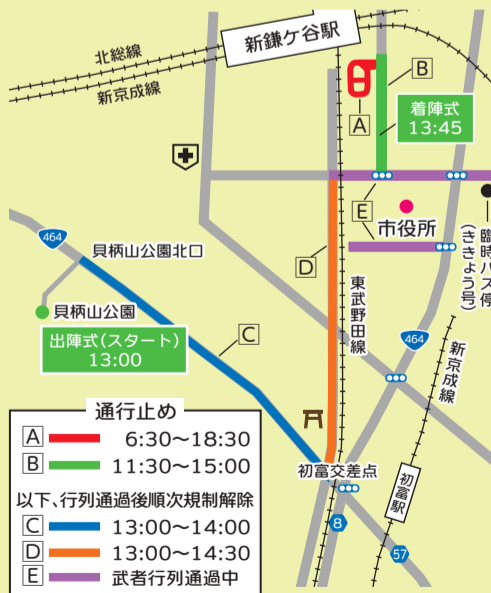 新鎌ケ谷駅
北総線
新京成線
B
A
着陣式
13:45
E
市役所
臨時バス停
(ききょう号)
464
貝柄山公園北口
D
東武野田線
貝柄山公園
出陣式(スタート)
13:00
C
464
新京成線
通行止め
A 6:30〜18:30
B 11:30〜15:00
以下、行列通過後順次規制解除
C 13:00〜14:00
D 13:00〜14:30
E 武者行列通過中
初富交差点
初富駅
8
57